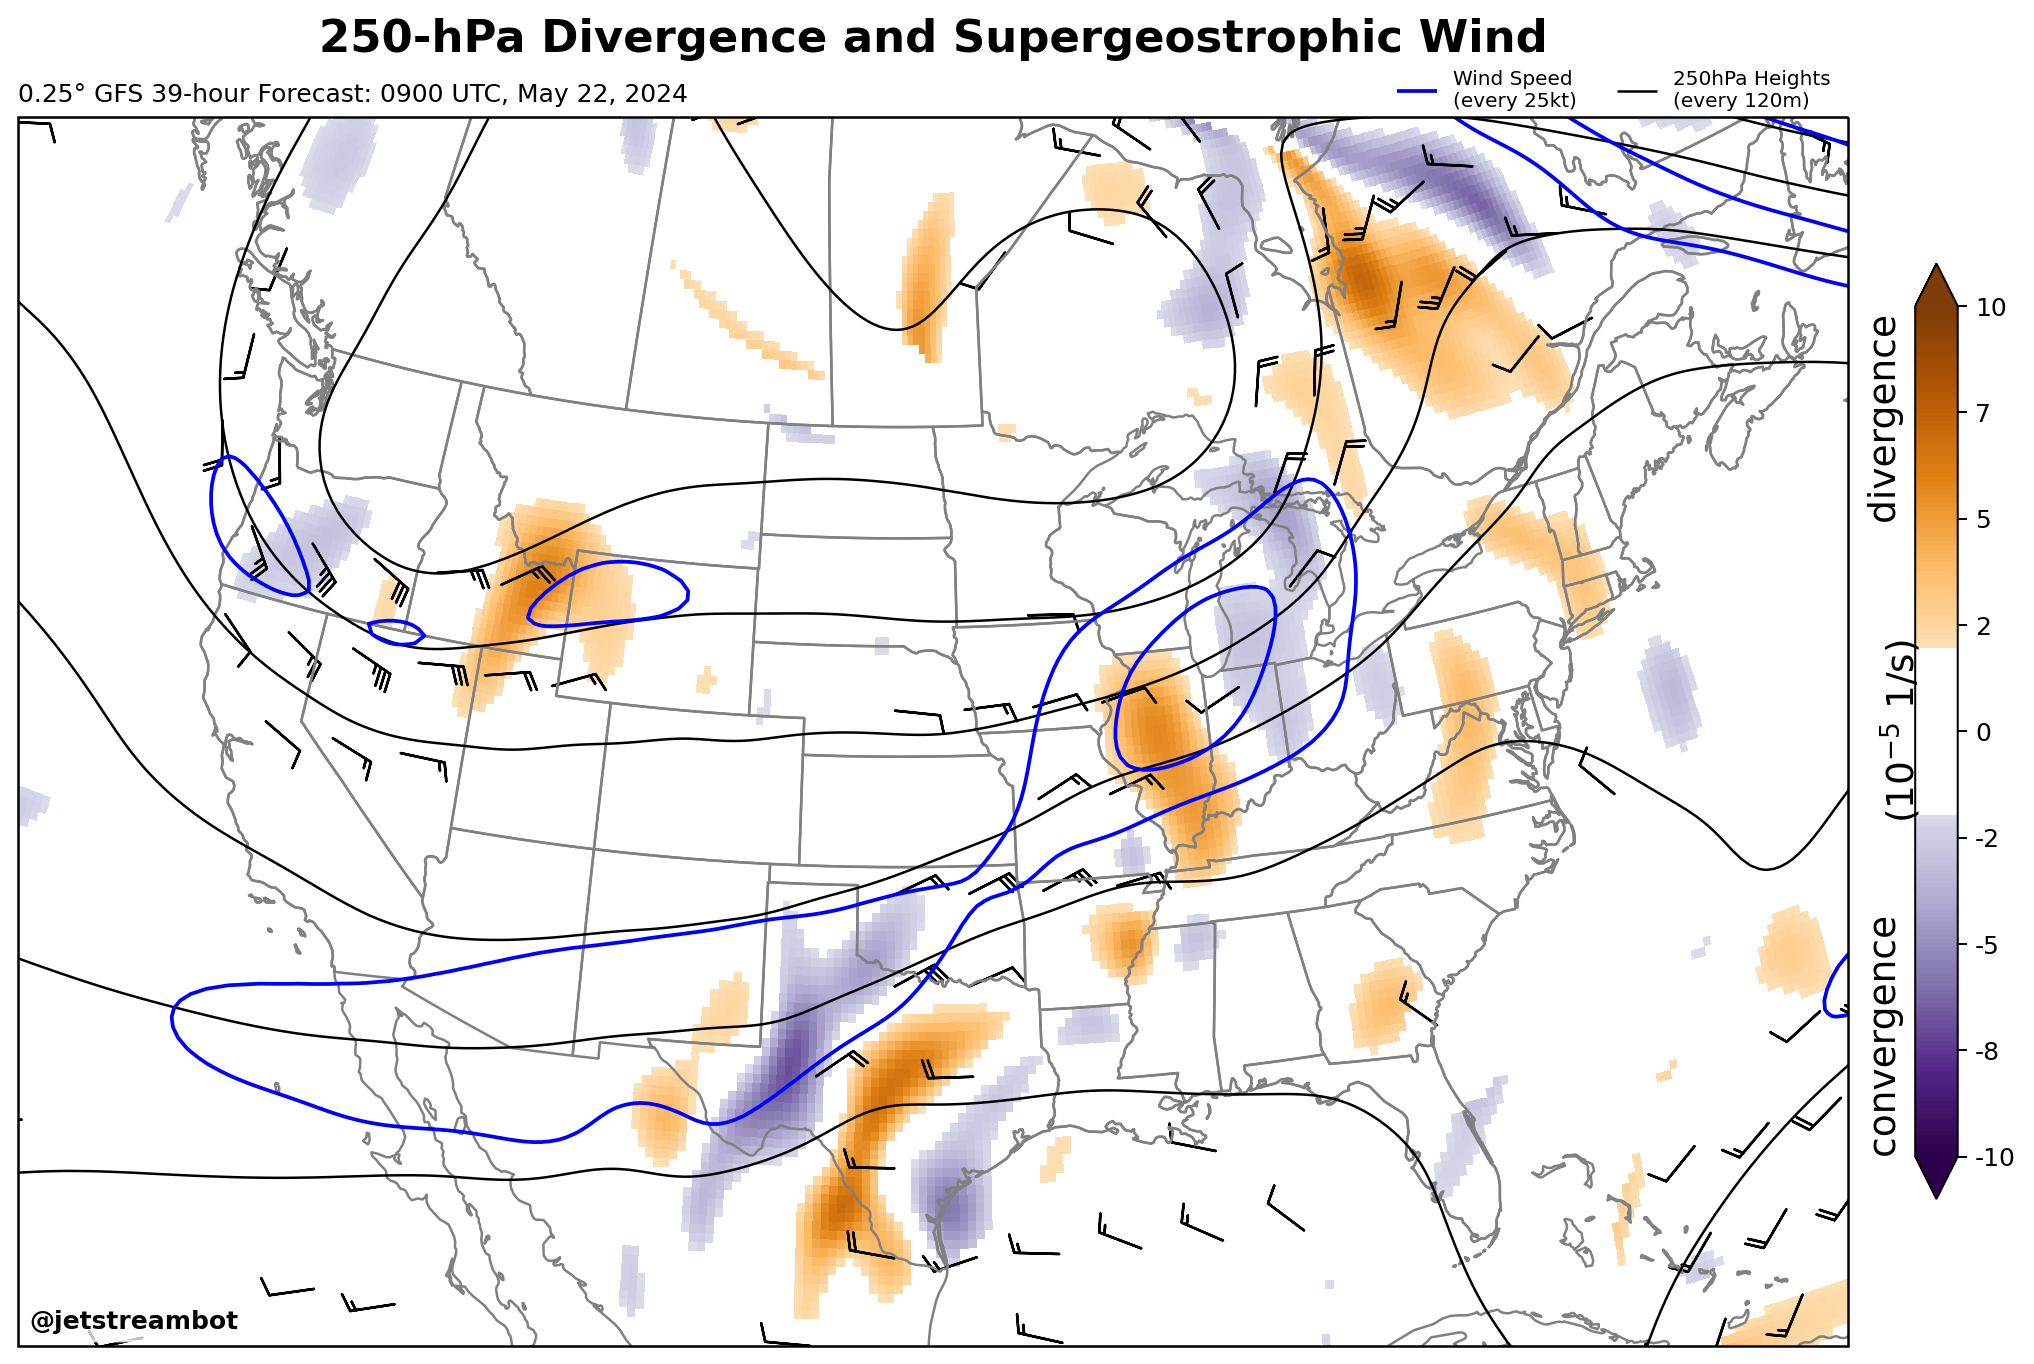 250-hPa Divergence and Supergeostrophic Wind
0.25° GFS 39-hour Forecast: 0900 UTC, May 22, 2024
Wind Speed
(every 25kt)
250hPa Heights
(every 120m)
10
7
5
2
0
-2
-5
-8
-10
convergence (10⁻⁵ 1/s) divergence
@jetstreambot